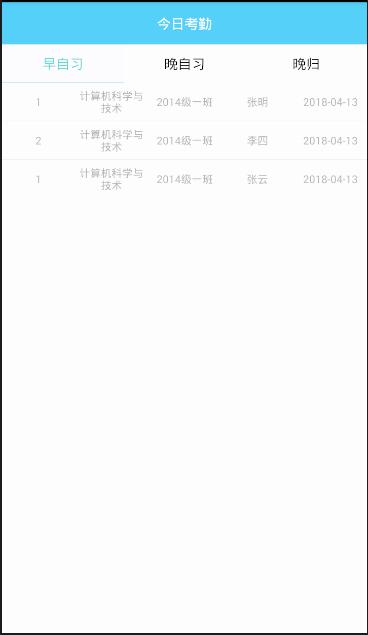 今日考勤
早自习 晚自习 晚归
1 计算机科学与技术 2014级一班 张明 2018-04-13
2 计算机科学与技术 2014级一班 李四 2018-04-13
1 计算机科学与技术 2014级一班 张云 2018-04-13